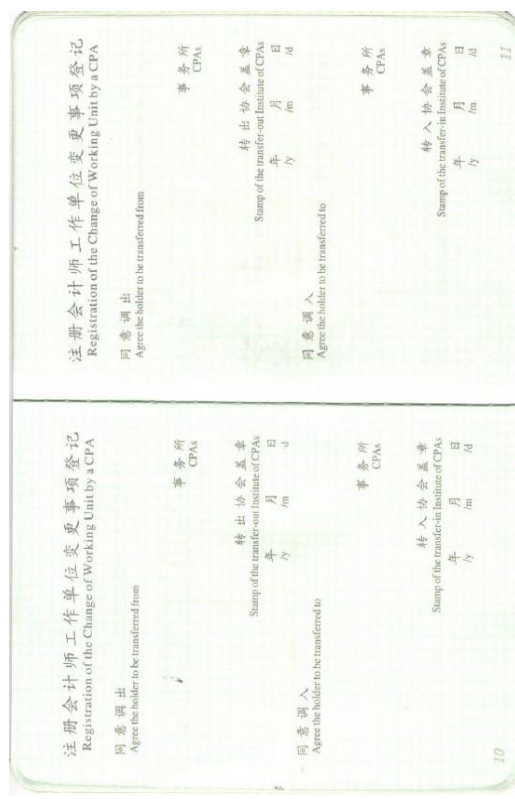 注册会计师工作单位变更事项登记
Registration of the Change of Working Unit by a CPA
同意调出
Agree the holder to be transferred from
事务所
CPAs
转出协会盖章
Stamp of the transfer-out Institute of CPAs
年 月 日
/y /m /d
同意调入
Agree the holder to be transferred to
事务所
CPAs
转入协会盖章
Stamp of the transfer-in Institute of CPAs
年 月 日
/y /m /d
10
注册会计师工作单位变更事项登记
Registration of the Change of Working Unit by a CPA
同意调出
Agree the holder to be transferred from
事务所
CPAs
转出协会盖章
Stamp of the transfer-out Institute of CPAs
年 月 日
/y /m /d
同意调入
Agree the holder to be transferred to
事务所
CPAs
转入协会盖章
Stamp of the transfer-in Institute of CPAs
年 月 日
/y /m /d
11